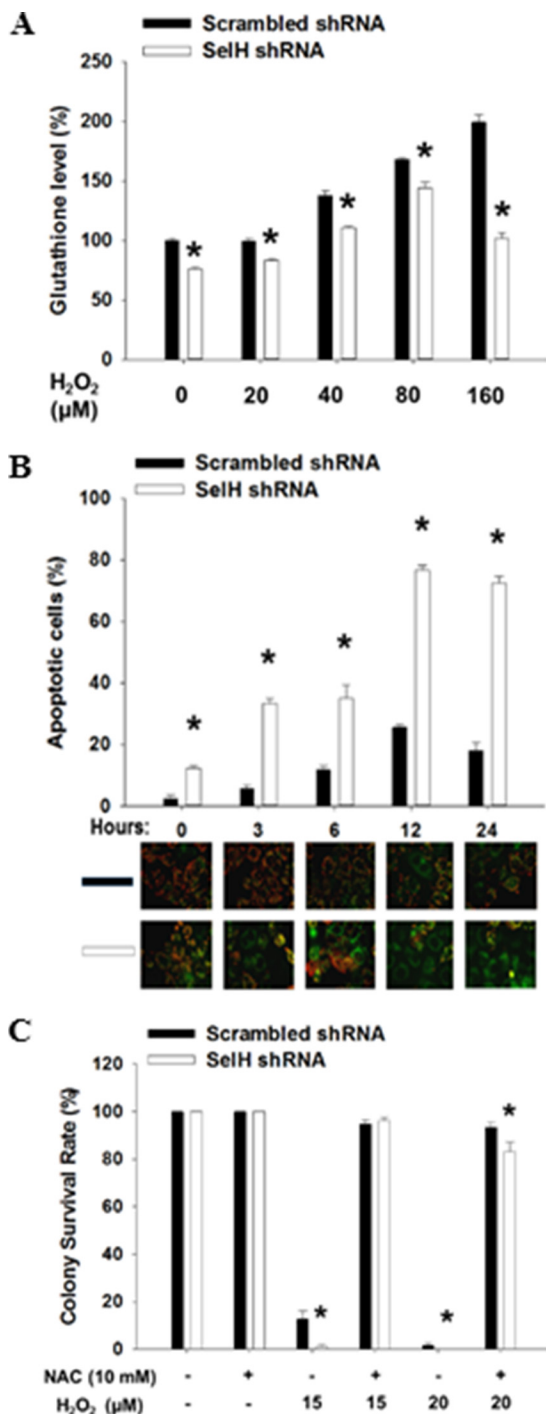 A
Scrambled shRNA
SelH shRNA
Glutathione level (%)
250
200
150
100
50
0
* * * * *
H₂O₂ (µM)
0 20 40 80 160
B
Scrambled shRNA
SelH shRNA
Apoptotic cells (%)
100
80
60
40
20
0
* * * * *
Hours: 0 3 6 12 24
C
Scrambled shRNA
SelH shRNA
Colony Survival Rate (%)
120
100
80
60
40
20
0
* * *
NAC (10 mM) - + - + - +
H₂O₂ (µM) - - 15 15 20 20